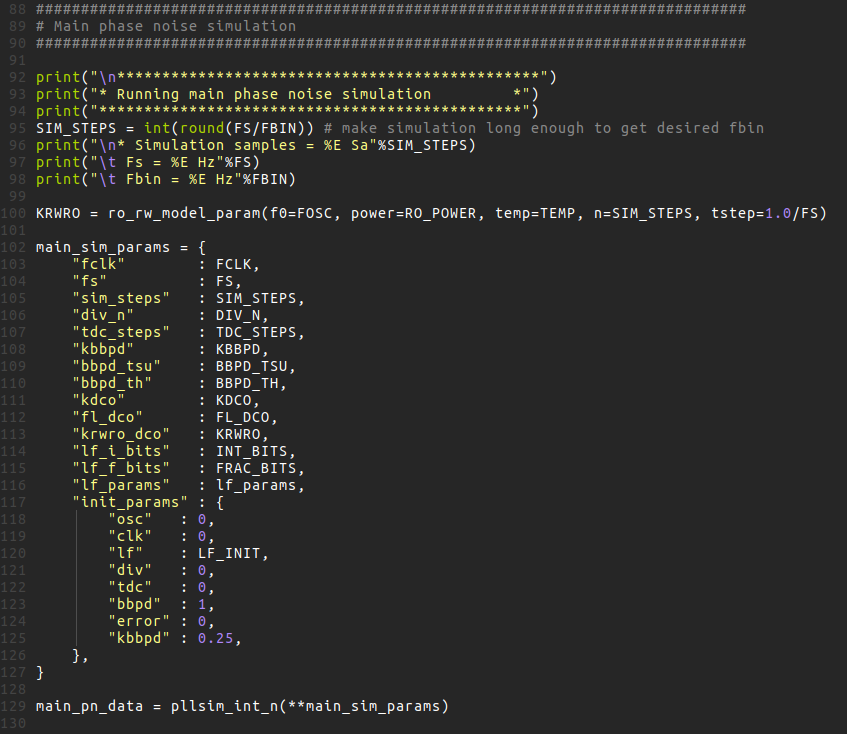 88 ###############################################################################
89 # Main phase noise simulation
90 ###############################################################################
91
92 print("\n***********************************************")
93 print("* Running main phase noise simulation         *")
94 print("***********************************************")
95 SIM_STEPS = int(round(FS/FBIN)) # make simulation long enough to get desired fbin
96 print("\n* Simulation samples = %E Sa"%SIM_STEPS)
97 print("\t Fs = %E Hz"%FS)
98 print("\t Fbin = %E Hz"%FBIN)
99
100 KRWRO = ro_rw_model_param(f0=FOSC, power=RO_POWER, temp=TEMP, n=SIM_STEPS, tstep=1.0/FS)
101
102 main_sim_params = {
103     "fclk"        : FCLK,
104     "fs"          : FS,
105     "sim_steps"   : SIM_STEPS,
106     "div_n"       : DIV_N,
107     "tdc_steps"   : TDC_STEPS,
108     "kbbpd"       : KBBPD,
109     "bbpd_tsu"    : BBPD_TSU,
110     "bbpd_th"     : BBPD_TH,
111     "kdco"        : KDCO,
112     "fl_dco"      : FL_DCO,
113     "krwro_dco"   : KRWRO,
114     "lf_i_bits"   : INT_BITS,
115     "lf_f_bits"   : FRAC_BITS,
116     "lf_params"   : lf_params,
117     "init_params" : {
118         "osc"   : 0,
119         "clk"   : 0,
120         "lf"    : LF_INIT,
121         "div"   : 0,
122         "tdc"   : 0,
123         "bbpd"  : 1,
124         "error" : 0,
125         "kbbpd" : 0.25,
126     },
127 }
128
129 main_pn_data = pllsim_int_n(**main_sim_params)
130